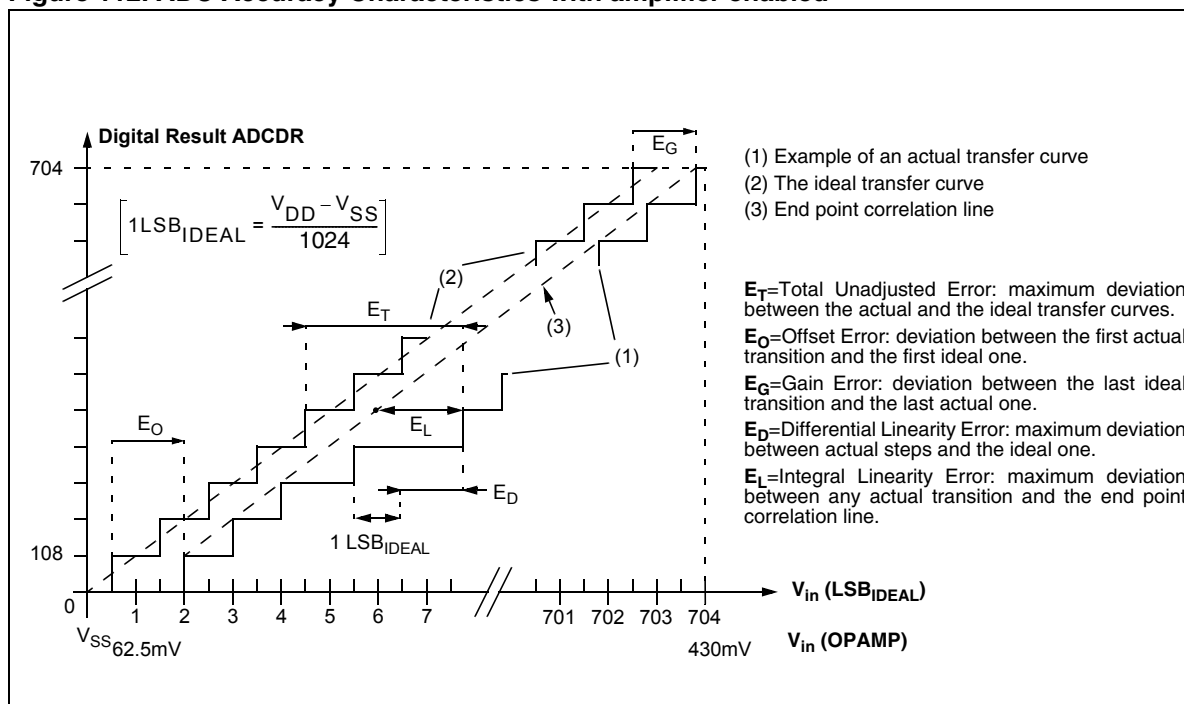 Figure 112. ADC Accuracy Characteristics with amplifier enabled
Digital Result ADCDR
704
108
0
[1LSB_IDEAL = (V_DD – V_SS) / 1024]
E_G
E_T
E_O
E_L
E_D
1 LSB_IDEAL
(2)
(3)
(1)
1 2 3 4 5 6 7 701 702 703 704
V_in (LSB_IDEAL)
V_SS 62.5mV 430mV V_in (OPAMP)
(1) Example of an actual transfer curve
(2) The ideal transfer curve
(3) End point correlation line
E_T=Total Unadjusted Error: maximum deviation
between the actual and the ideal transfer curves.
E_O=Offset Error: deviation between the first actual
transition and the first ideal one.
E_G=Gain Error: deviation between the last ideal
transition and the last actual one.
E_D=Differential Linearity Error: maximum deviation
between actual steps and the ideal one.
E_L=Integral Linearity Error: maximum deviation
between any actual transition and the end point
correlation line.